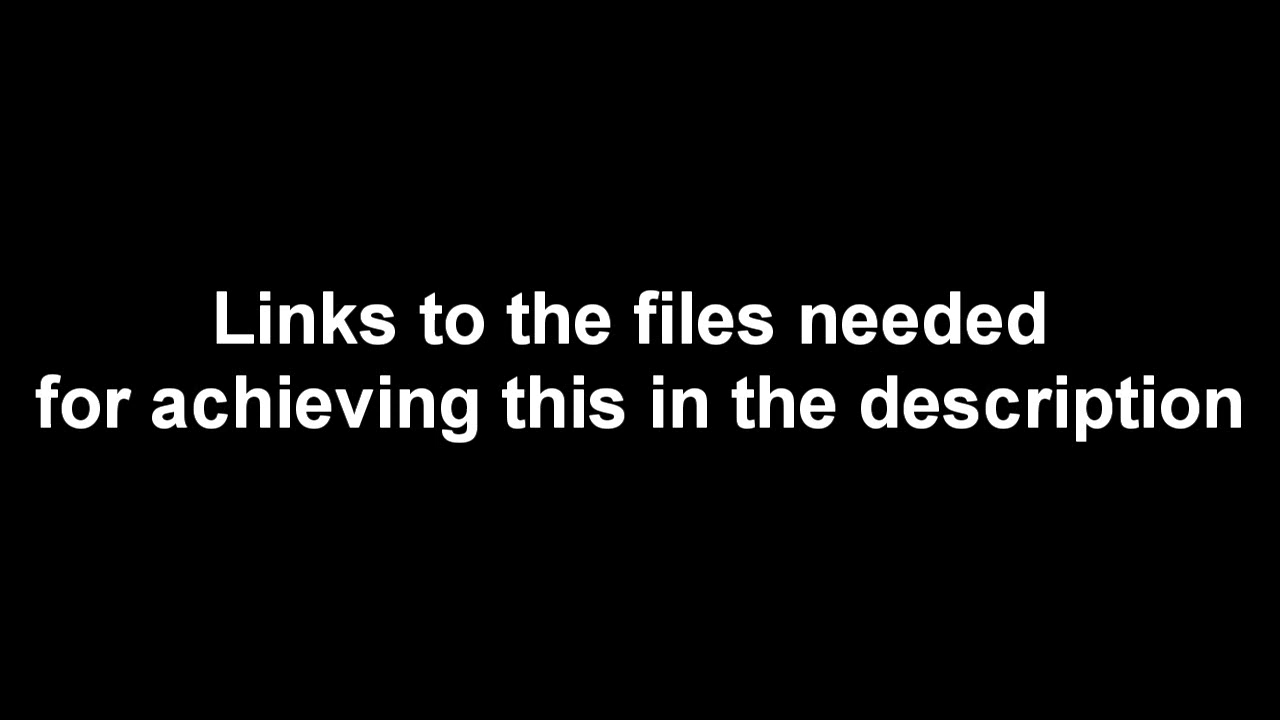 Links to the files needed
for achieving this in the description